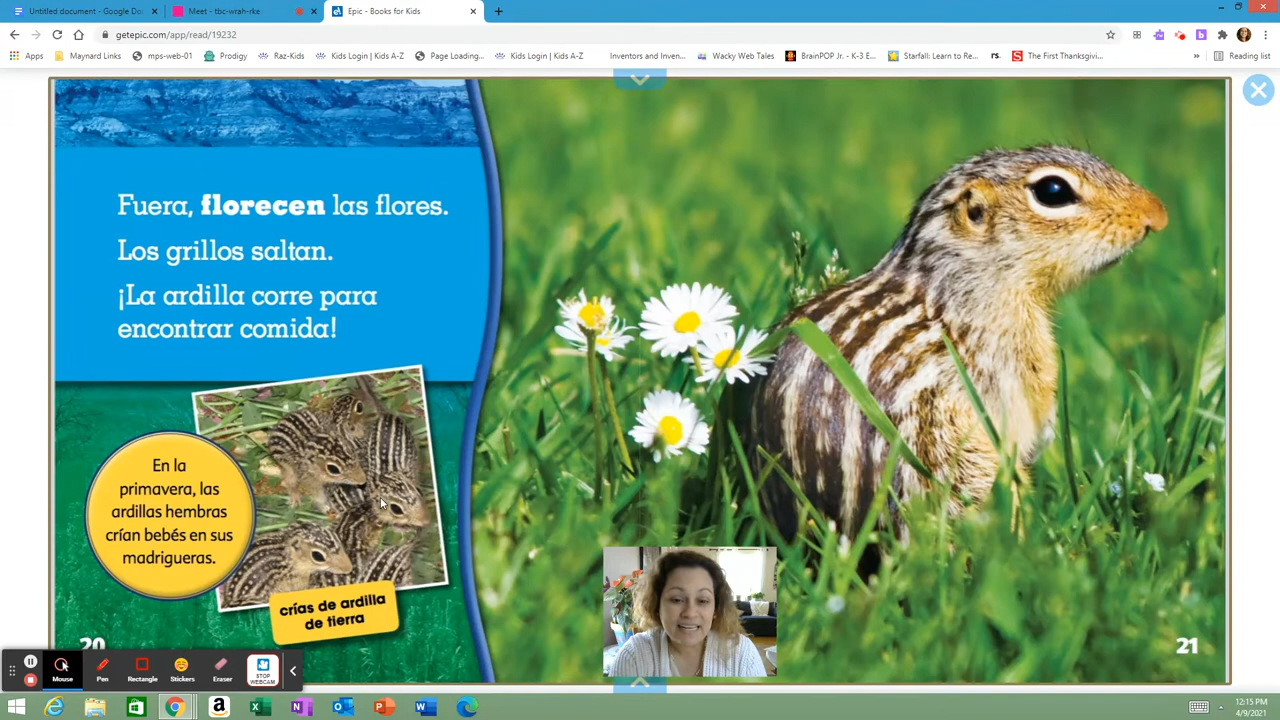 Untitled document - Google Do
Meet - tbc-wrah-rke
Epic - Books for Kids
getepic.com/app/read/19232
Apps
Maynard Links
mps-web-01
Prodigy
Raz-Kids
Kids Login | Kids A-Z
Page Loading...
Kids Login | Kids A-Z
Inventors and Inven...
Wacky Web Tales
BrainPOP Jr. - K-3 E...
Starfall: Learn to Re...
rs.
The First Thanksgivi...
»
Reading list
Fuera, florecen las flores.
Los grillos saltan.
¡La ardilla corre para
encontrar comida!
En la
primavera, las
ardillas hembras
crían bebés en sus
madrigueras.
crías de ardilla
de tierra
20
21
Mouse
Pen
Rectangle
Stickers
Eraser
STOP
WEBCAM
12:15 PM
4/9/2021